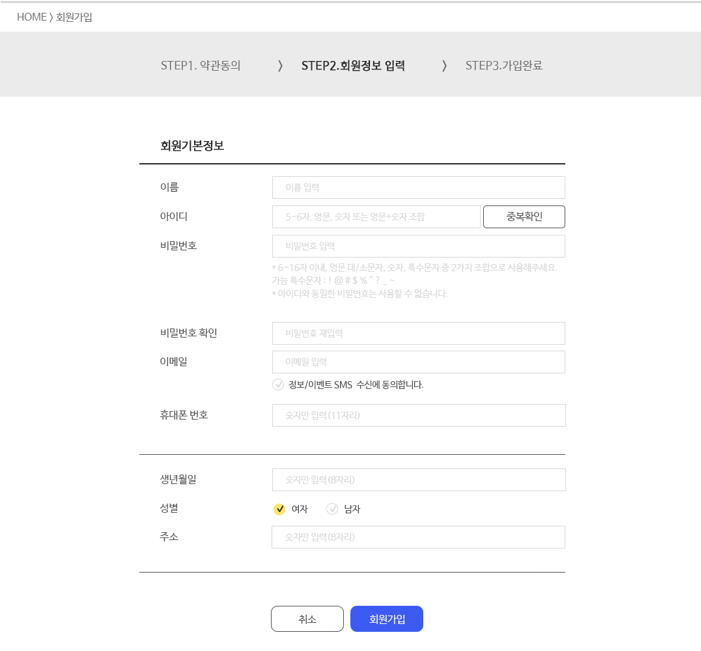 HOME > 회원가입
STEP1. 약관동의 > STEP2.회원정보 입력 > STEP3.가입완료
회원기본정보
이름 이름 입력
아이디 5~6자, 영문, 숫자 또는 영문+숫자 조합 중복확인
비밀번호 비밀번호 입력
* 6~16자 이내, 영문 대/소문자, 숫자, 특수문자 중 2가지 조합으로 사용해주세요.
가능 특수문자 : ! @ # $ % ^ ? _ ~
* 아이디와 동일한 비밀번호는 사용할 수 없습니다.
비밀번호 확인 비밀번호 재입력
이메일 이메일 입력
정보/이벤트 SMS 수신에 동의합니다.
휴대폰 번호 숫자만 입력(11자리)
생년월일 숫자만 입력(8자리)
성별 여자 남자
주소 숫자만 입력(8자리)
취소 회원가입